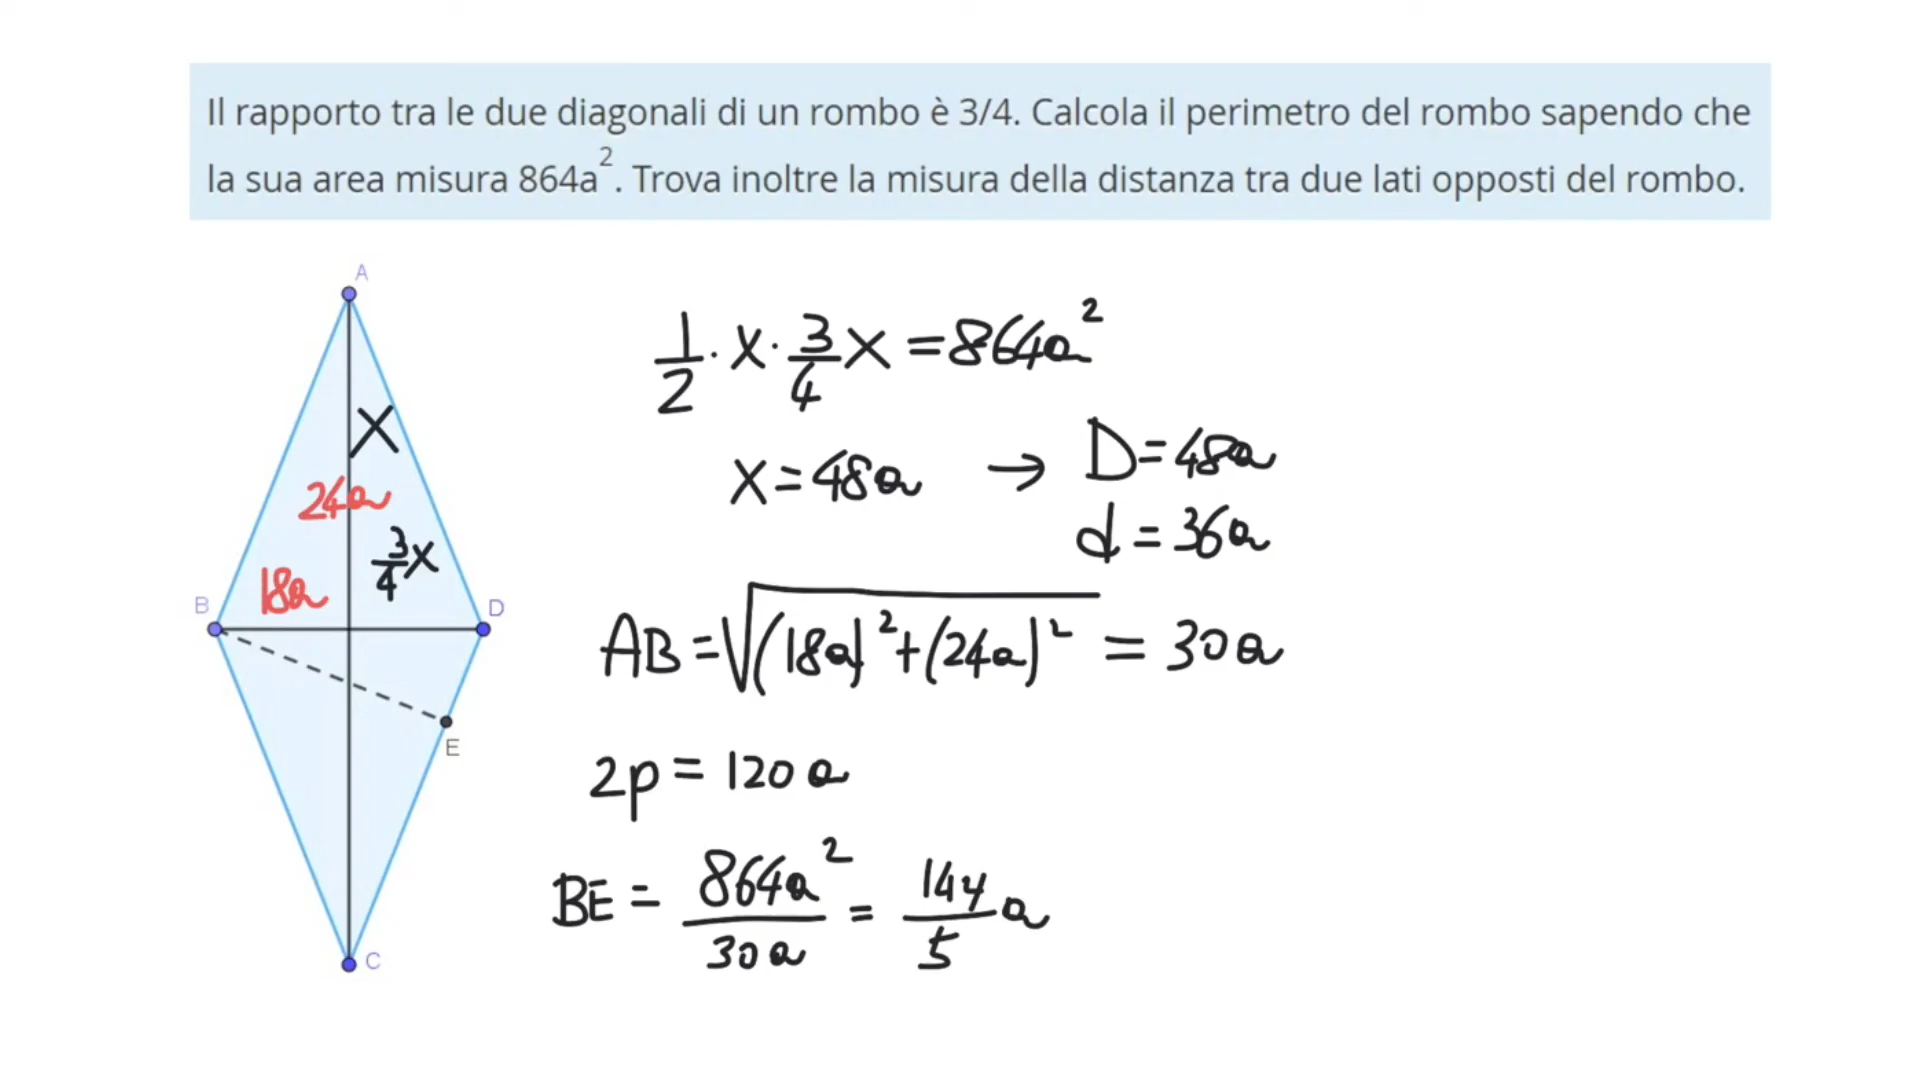 Il rapporto tra le due diagonali di un rombo è 3/4. Calcola il perimetro del rombo sapendo che
la sua area misura 864a². Trova inoltre la misura della distanza tra due lati opposti del rombo.
A
X
24a
3/4 x
18a
B
D
E
C
1/2 · x · 3/4 x = 864a²
x = 48a → D = 48a
d = 36a
AB = √(18a)² + (24a)² = 30a
2p = 120a
BE = 864a²/30a = 144/5 a